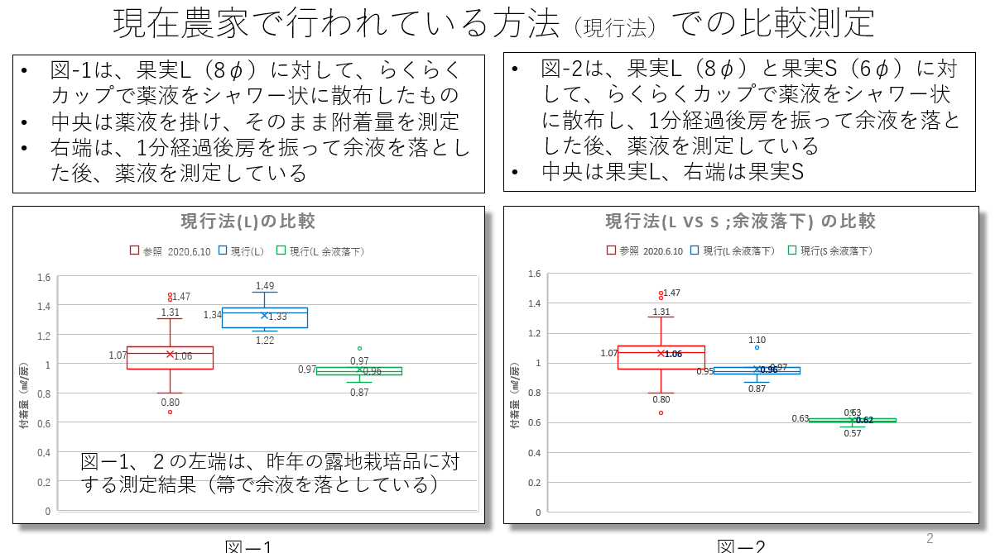 現在農家で行われている方法（現行法）での比較測定
• 図-1は、果実L（8φ）に対して、らくらく
カップで薬液をシャワー状に散布したもの
• 中央は薬液を掛け、そのまま附着量を測定
• 右端は、1分経過後房を振って余液を落とし
た後、薬液を測定している
• 図-2は、果実L（8φ）と果実S（6φ）に対
して、らくらくカップで薬液をシャワー状
に散布し、1分経過後房を振って余液を落と
した後、薬液を測定している
• 中央は果実L、右端は果実S
現行法(L)の比較
参照 2020.6.10 現行(L) 現行(L 余液落下)
付着量（㎖/房）
1.6
1.4
1.2
1
0.8
0.6
0.4
0.2
0
1.47
1.31
1.07
1.06
0.80
1.49
1.34
1.33
1.22
0.97
0.97
0.96
0.87
図ー1、２の左端は、昨年の露地栽培品に対
する測定結果（箒で余液を落としている）
図ー1
現行法(L VS S ;余液落下) の比較
参照 2020.6.10 現行(L 余液落下) 現行(S 余液落下)
付着量（㎖/房）
1.6
1.4
1.2
1
0.8
0.6
0.4
0.2
0
1.47
1.31
1.07
1.06
0.80
1.10
0.97
0.95
0.96
0.87
0.63
0.63
0.62
0.57
図ー2
2